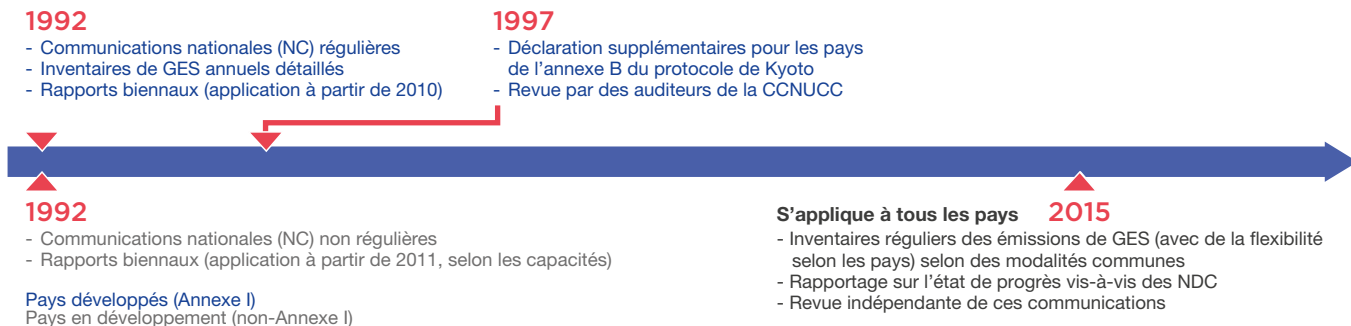 1992
- Communications nationales (NC) régulières
- Inventaires de GES annuels détaillés
- Rapports biennaux (application à partir de 2010)
1997
- Déclaration supplémentaires pour les pays
de l'annexe B du protocole de Kyoto
- Revue par des auditeurs de la CCNUCC
1992
- Communications nationales (NC) non régulières
- Rapports biennaux (application à partir de 2011, selon les capacités)
Pays développés (Annexe I)
Pays en développement (non-Annexe I)
S'applique à tous les pays 2015
- Inventaires réguliers des émissions de GES (avec de la flexibilité
selon les pays) selon des modalités communes
- Rapportage sur l'état de progrès vis-à-vis des NDC
- Revue indépendante de ces communications